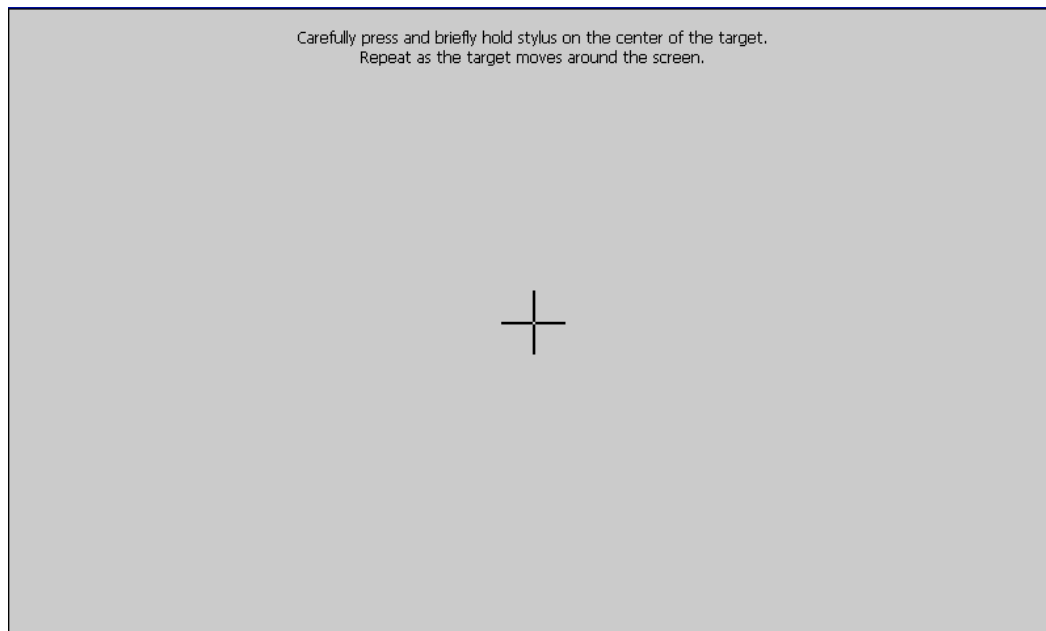 Carefully press and briefly hold stylus on the center of the target.
Repeat as the target moves around the screen.